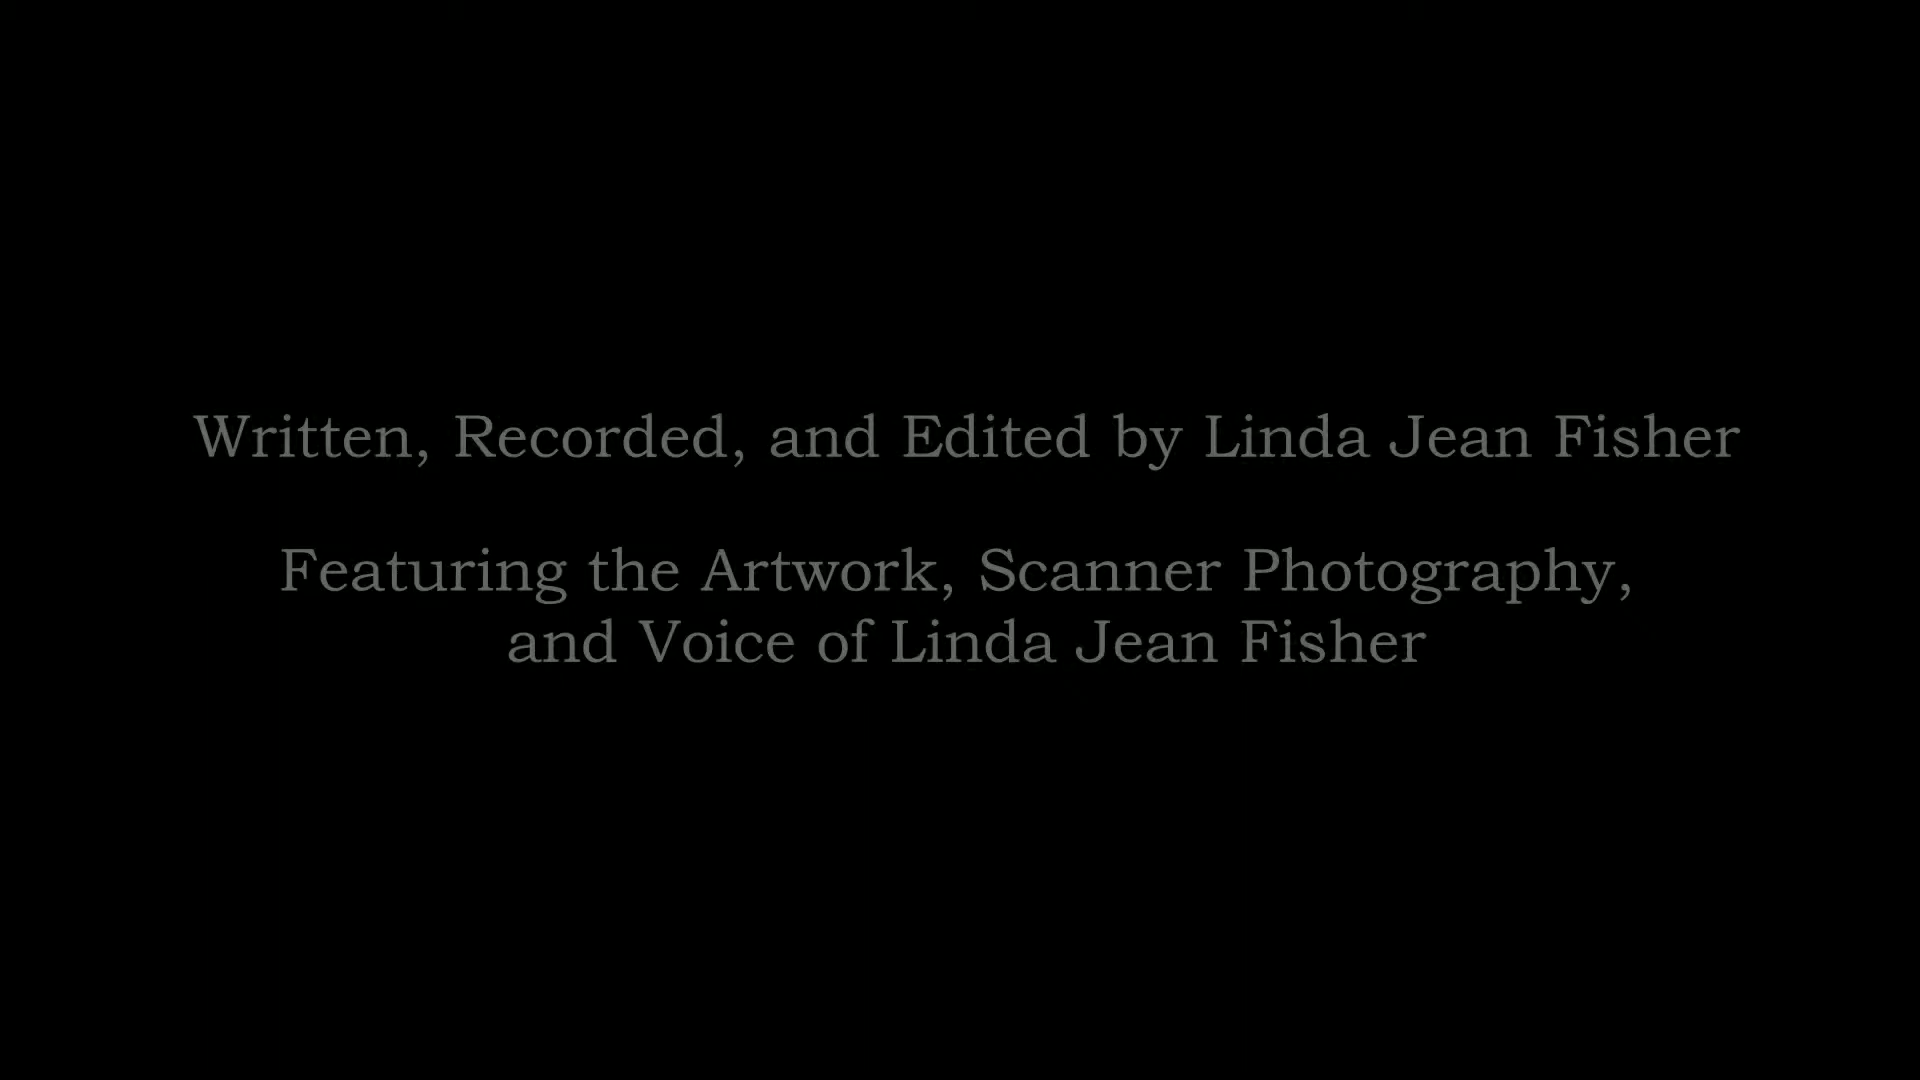 Written, Recorded, and Edited by Linda Jean Fisher
Featuring the Artwork, Scanner Photography,
and Voice of Linda Jean Fisher